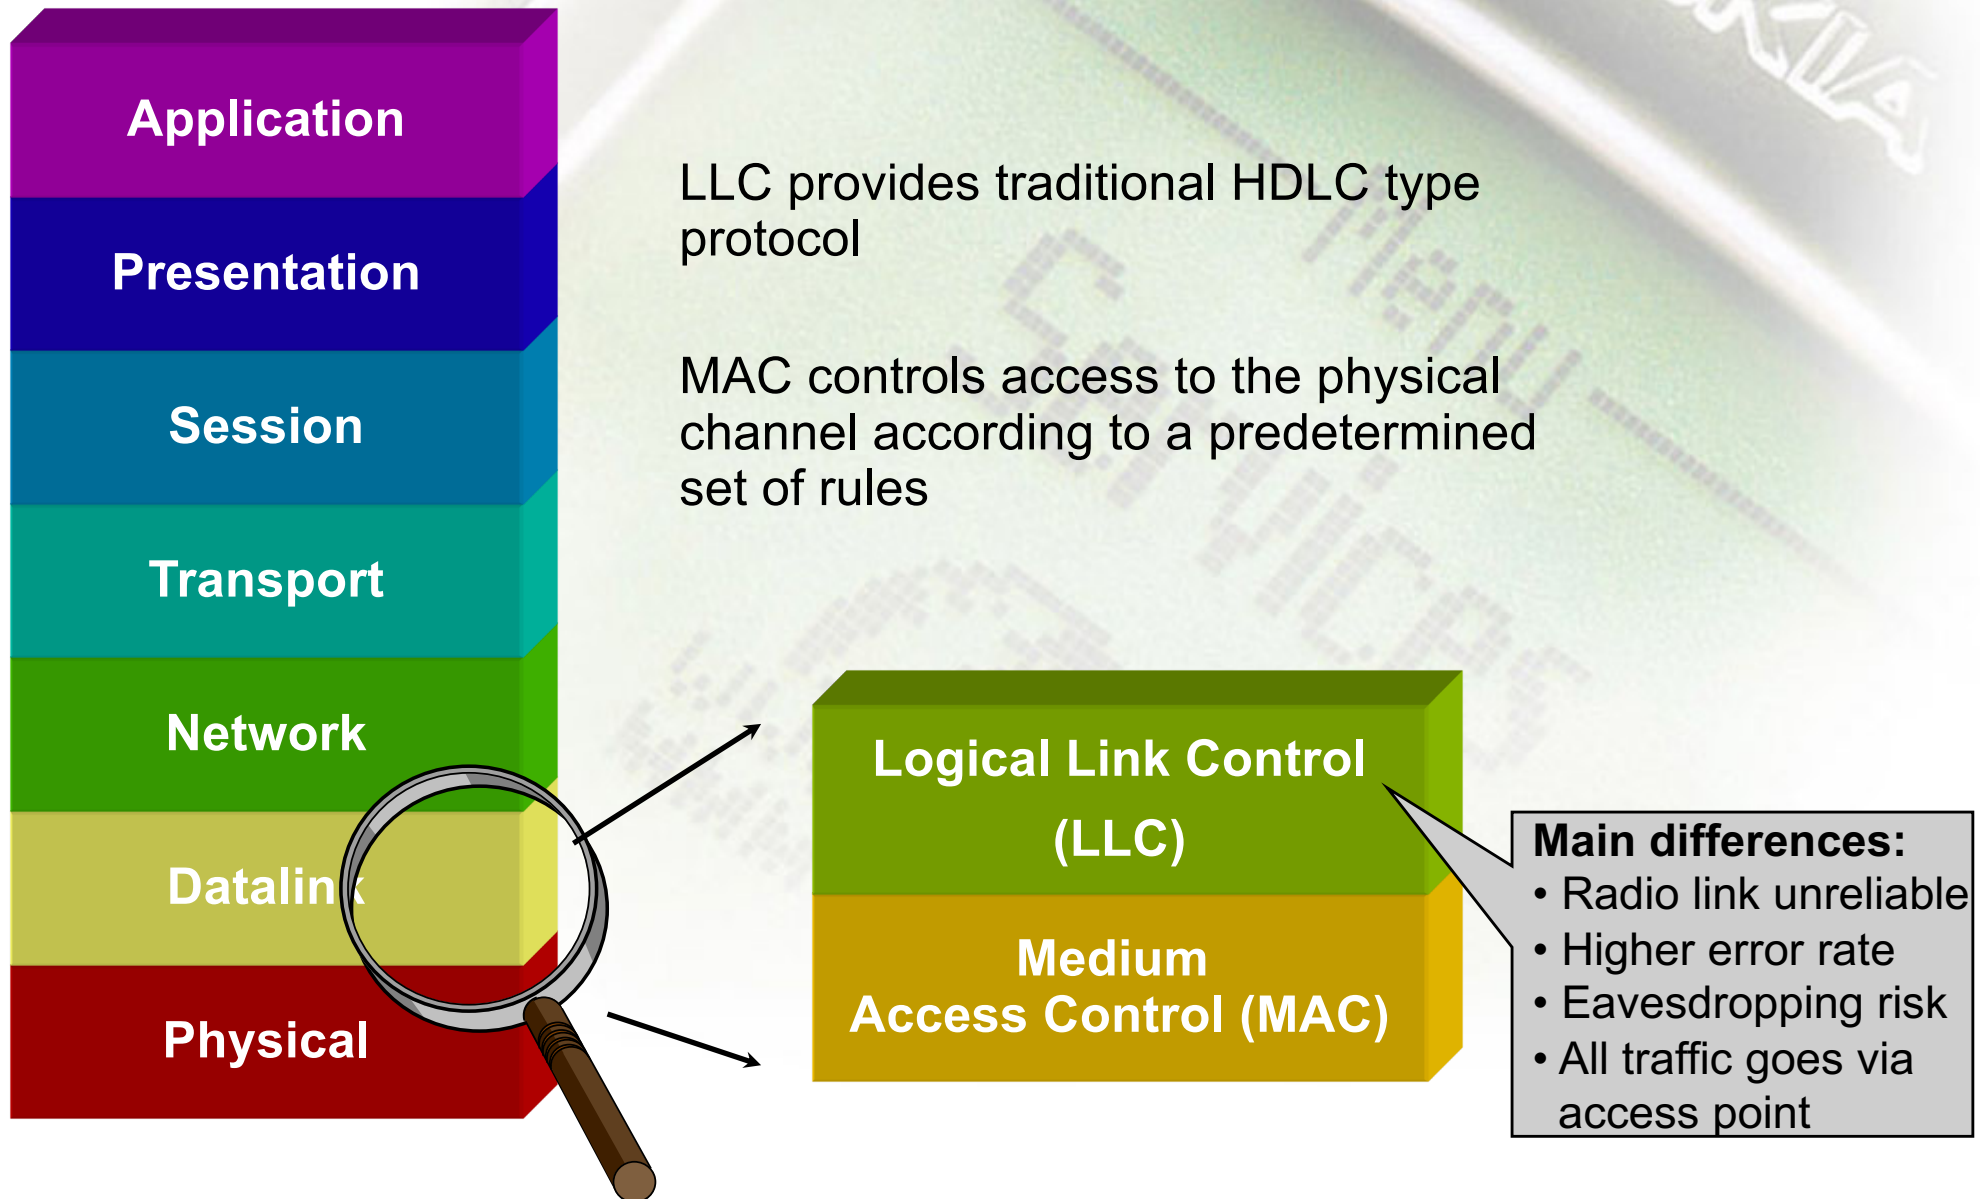 Application
Presentation
Session
Transport
Network
Datalink
Physical
LLC provides traditional HDLC type
protocol
MAC controls access to the physical
channel according to a predetermined
set of rules
Logical Link Control
(LLC)
Medium
Access Control (MAC)
Main differences:
• Radio link unreliable
• Higher error rate
• Eavesdropping risk
• All traffic goes via
access point
Menu
Services